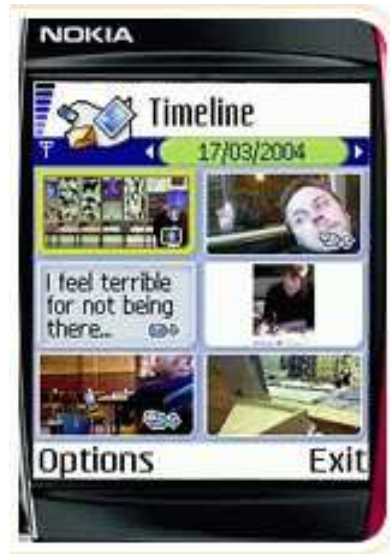 NOKIA
Timeline
17/03/2004
I feel terrible
for not being
there...
Options
Exit